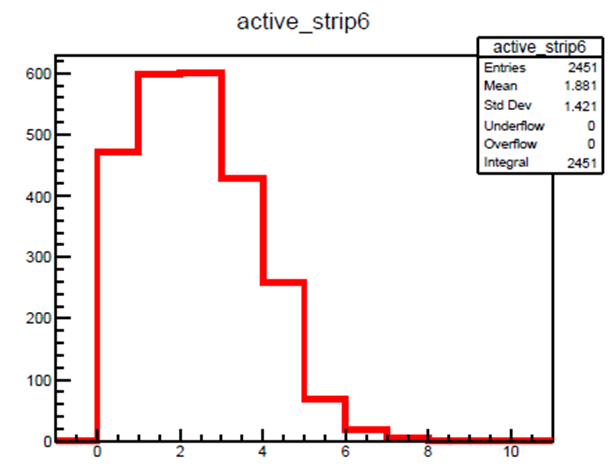 active_strip6
active_strip6
Entries 2451
Mean 1.881
Std Dev 1.421
Underflow 0
Overflow 0
Integral 2451
600
500
400
300
200
100
0
0 2 4 6 8 10